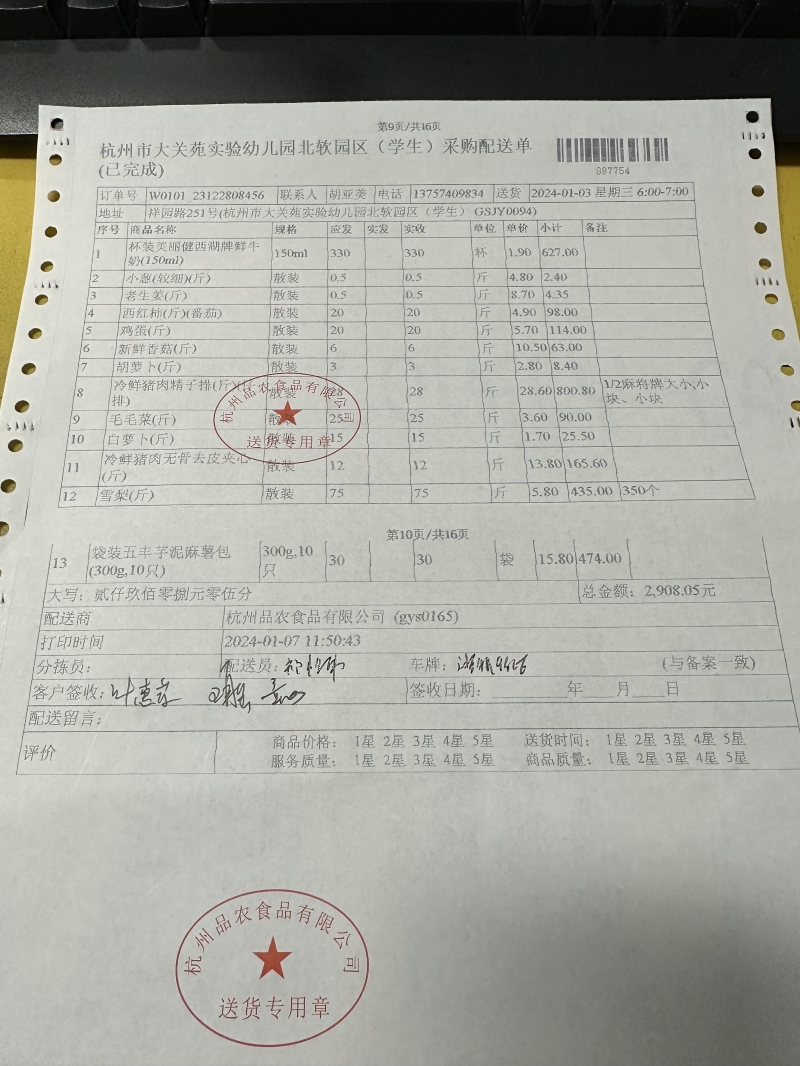 第9页/共16页
杭州市大关苑实验幼儿园北软园区（学生）采购配送单
(已完成)
097754
订单号 W0101 23122808456 联系人 胡亚美 电话 13757409834 送货 2024-01-03 星期三 6:00-7:00
地址 祥园路251号(杭州市大关苑实验幼儿园北软园区（学生）GSJY0094)
序号 商品名称 规格 应发 实发 实收 单位 单价 小计 备注
1 杯装美丽健西湖牌鲜牛奶(150ml) 150ml 330 330 杯 1.90 627.00
2 小葱(较细)(斤) 散装 0.5 0.5 斤 4.80 2.40
3 老生姜(斤) 散装 0.5 0.5 斤 8.70 4.35
4 西红柿(斤)(番茄) 散装 20 20 斤 4.90 98.00
5 鸡蛋(斤) 散装 20 20 斤 5.70 114.00
6 新鲜香菇(斤) 散装 6 6 斤 10.50 63.00
7 胡萝卜(斤) 散装 3 3 斤 2.80 8.40
8 冷鲜猪肉精子排(斤)(仔排) 散装 28 28 斤 28.60 800.80 1/2麻将牌大小,小块、小块
9 毛毛菜(斤) 散装 25 25 斤 3.60 90.00
10 白萝卜(斤) 散装 15 15 斤 1.70 25.50
11 冷鲜猪肉无骨去皮夹心(斤) 散装 12 12 斤 13.80 165.60
12 雪梨(斤) 散装 75 75 斤 5.80 435.00 350个
杭州品农食品有限公司
送货专用章
第10页/共16页
13 袋装五丰芋泥麻薯包(300g,10只) 300g,10只 30 30 袋 15.80 474.00
大写：贰仟玖佰零捌元零伍分 总金额：2,908.05元
配送商 杭州品农食品有限公司 (gys0165)
打印时间 2024-01-07 11:50:43
分拣员： 配送员： 车牌： (与备案一致)
客户签收： 签收日期：________年____月____日
配送留言：
评价 商品价格： 1星 2星 3星 4星 5星 送货时间： 1星 2星 3星 4星 5星
服务质量： 1星 2星 3星 4星 5星 商品质量： 1星 2星 3星 4星 5星
杭州品农食品有限公司
送货专用章